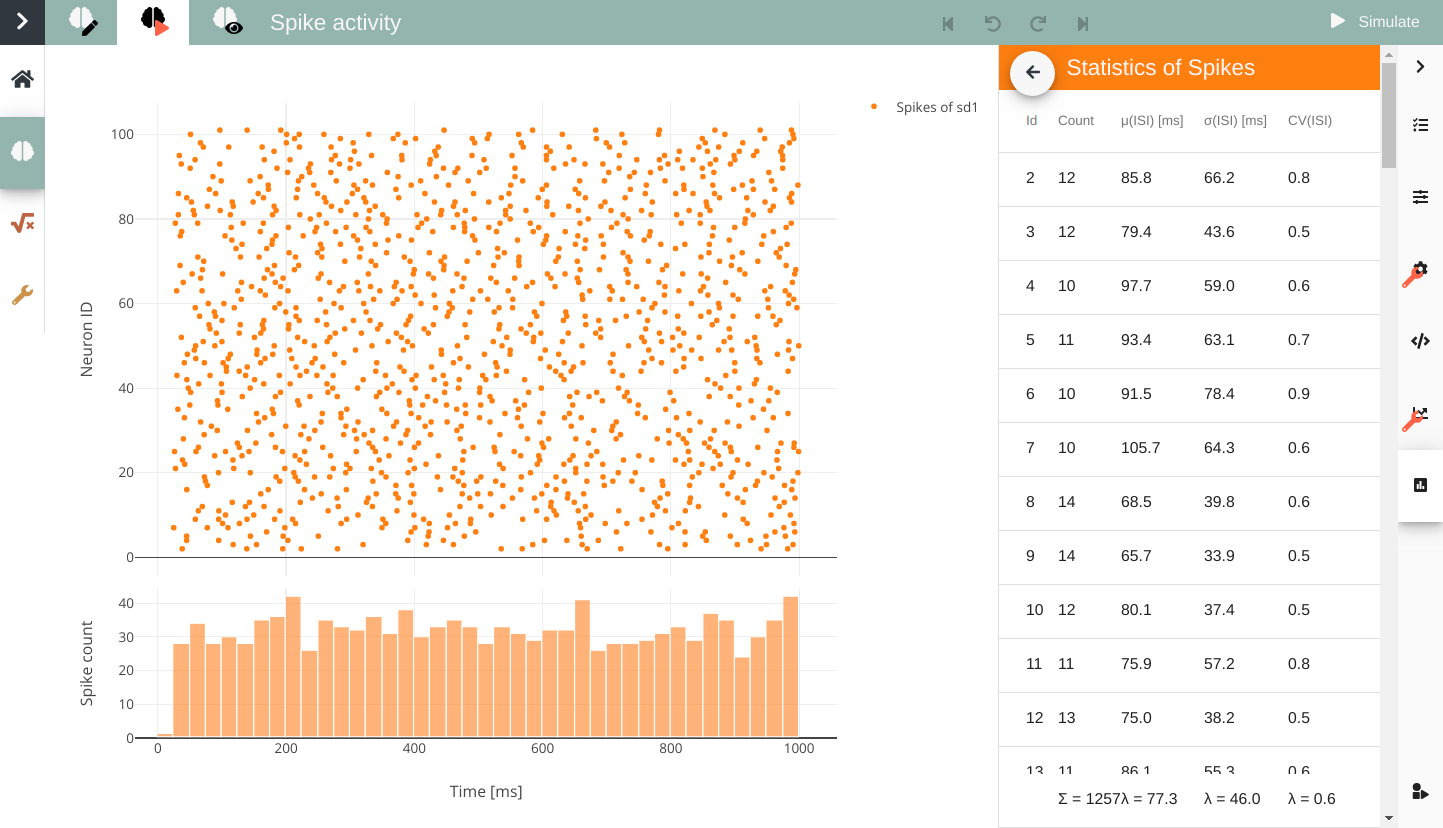 Spike activity
Simulate
Spikes of sd1
100
80
60
40
20
0
Neuron ID
40
30
20
10
0
Spike count
0 200 400 600 800 1000
Time [ms]
Statistics of Spikes
Id Count μ(ISI) [ms] σ(ISI) [ms] CV(ISI)
2 12 85.8 66.2 0.8
3 12 79.4 43.6 0.5
4 10 97.7 59.0 0.6
5 11 93.4 63.1 0.7
6 10 91.5 78.4 0.9
7 10 105.7 64.3 0.6
8 14 68.5 39.8 0.6
9 14 65.7 33.9 0.5
10 12 80.1 37.4 0.5
11 11 75.9 57.2 0.8
12 13 75.0 38.2 0.5
13 11 86.1 55.3 0.6
Σ = 1257 λ = 77.3 λ = 46.0 λ = 0.6